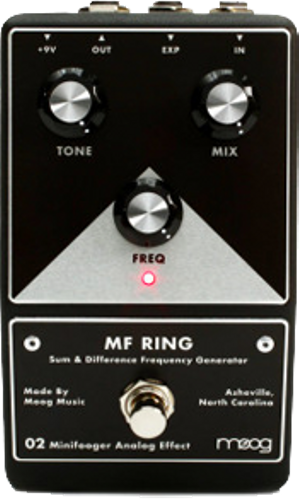 +9V OUT EXP IN
TONE MIX
FREQ
MF RING
Sum & Difference Frequency Generator
Made By Asheville,
Moog Music North Carolina
02 Minifooger Analog Effect moog